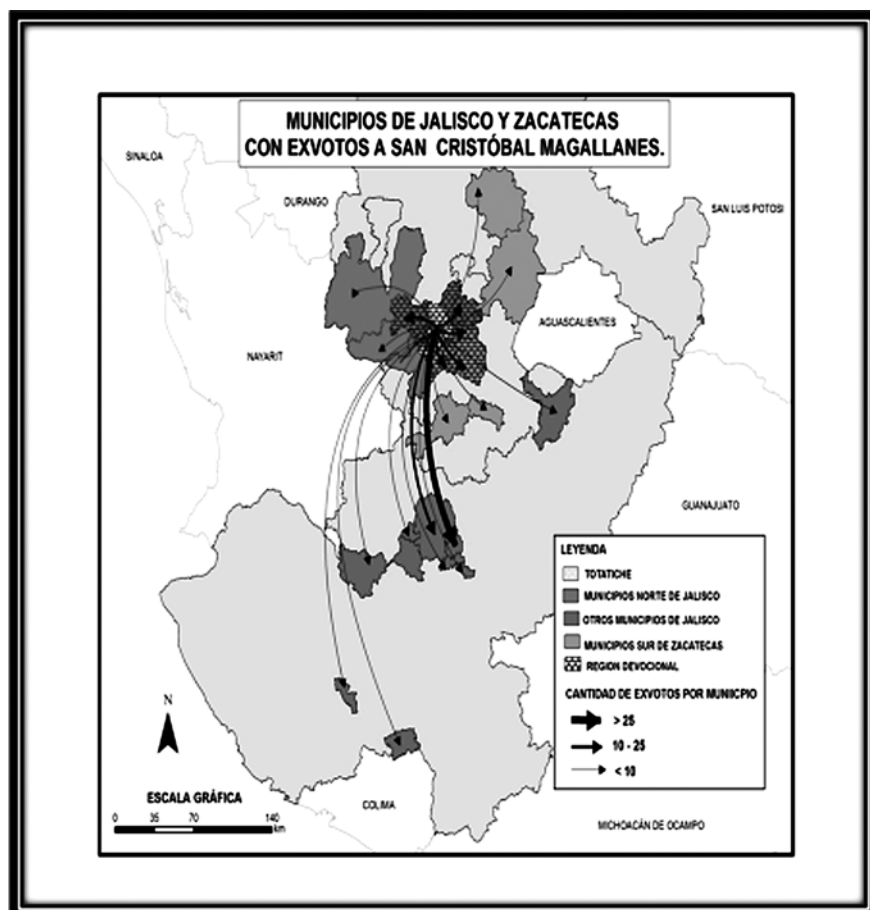 MUNICIPIOS DE JALISCO Y ZACATECAS
CON EXVOTOS A SAN CRISTÓBAL MAGALLANES.
SINALOA
DURANGO
SAN LUIS POTOSI
AGUASCALIENTES
NAYARIT
GUANAJUATO
LEYENDA
TOTATICHE
MUNICIPIOS NORTE DE JALISCO
OTROS MUNICIPIOS DE JALISCO
MUNICIPIOS SUR DE ZACATECAS
REGION DEVOCIONAL
CANTIDAD DE EXVOTOS POR MUNICIPIO
> 25
10 - 25
< 10
N
ESCALA GRÁFICA
0 35 70 140
km
COLIMA
MICHOACÁN DE OCAMPO